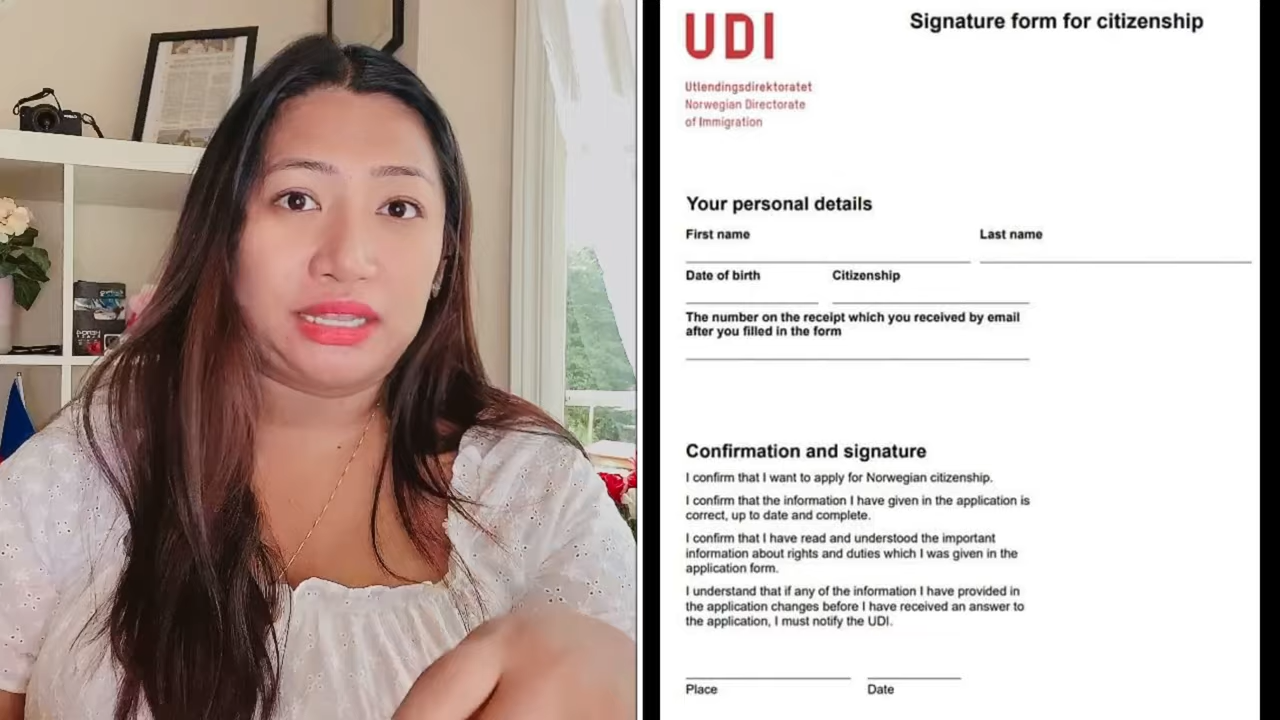 UDI
Signature form for citizenship
Utlendingsdirektoratet
Norwegian Directorate
of Immigration
Your personal details
First name
Last name
Date of birth
Citizenship
The number on the receipt which you received by email
after you filled in the form
Confirmation and signature
I confirm that I want to apply for Norwegian citizenship.
I confirm that the information I have given in the application is
correct, up to date and complete.
I confirm that I have read and understood the important
information about rights and duties which I was given in the
application form.
I understand that if any of the information I have provided in
the application changes before I have received an answer to
the application, I must notify the UDI.
Place
Date